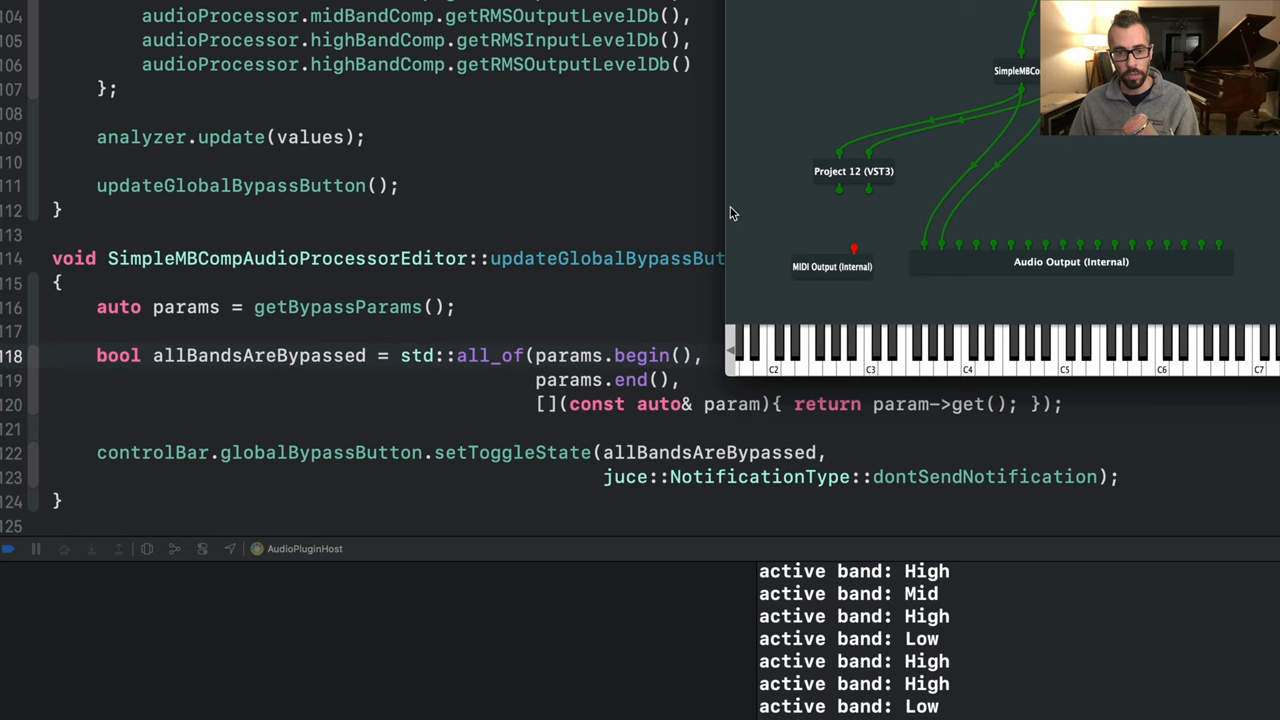 104 audioProcessor.midBandComp.getRMSOutputLevelDb(),
105 audioProcessor.highBandComp.getRMSInputLevelDb(),
106 audioProcessor.highBandComp.getRMSOutputLevelDb()
107 };
108
109 analyzer.update(values);
110
111 updateGlobalBypassButton();
112 }
113
114 void SimpleMBCompAudioProcessorEditor::updateGlobalBypassBut
115 {
116 auto params = getBypassParams();
117
118 bool allBandsAreBypassed = std::all_of(params.begin(),
119 params.end(),
120 [](const auto& param){ return param->get(); });
121
122 controlBar.globalBypassButton.setToggleState(allBandsAreBypassed,
123 juce::NotificationType::dontSendNotification);
124 }
125
SimpleMBCo
Project 12 (VST3)
MIDI Output (Internal)
Audio Output (Internal)
C2 C3 C4 C5 C6 C7
AudioPluginHost
active band: High
active band: Mid
active band: High
active band: Low
active band: High
active band: High
active band: Low